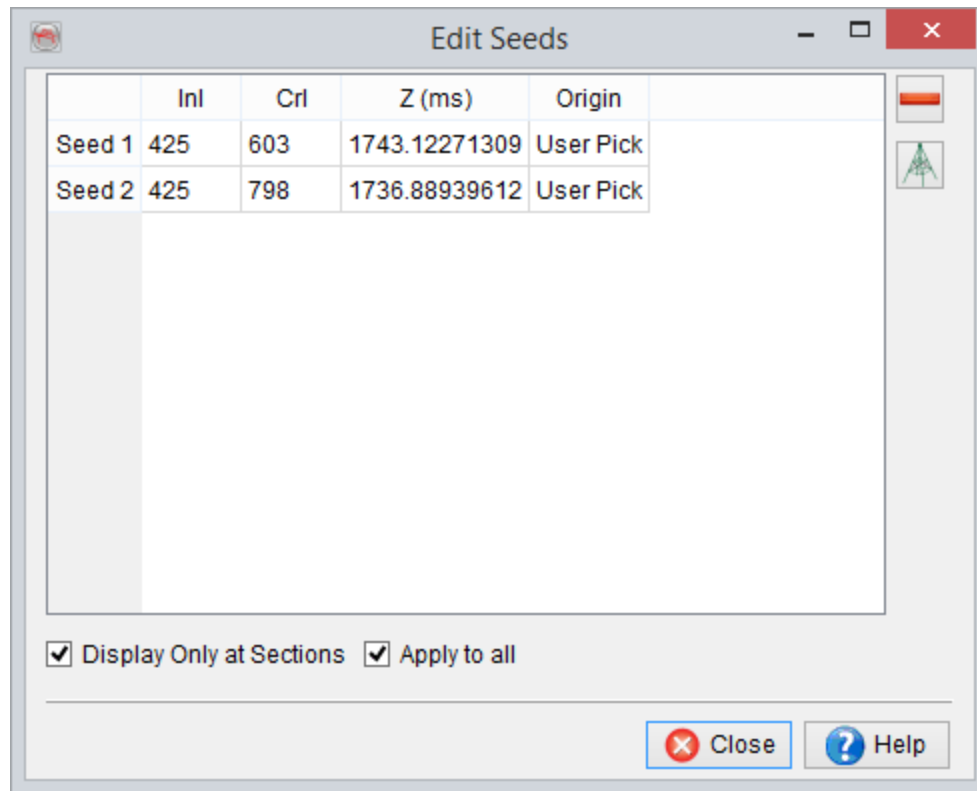 Edit Seeds
Inl Crl Z (ms) Origin
Seed 1 425 603 1743.12271309 User Pick
Seed 2 425 798 1736.88939612 User Pick
Display Only at Sections Apply to all
Close Help